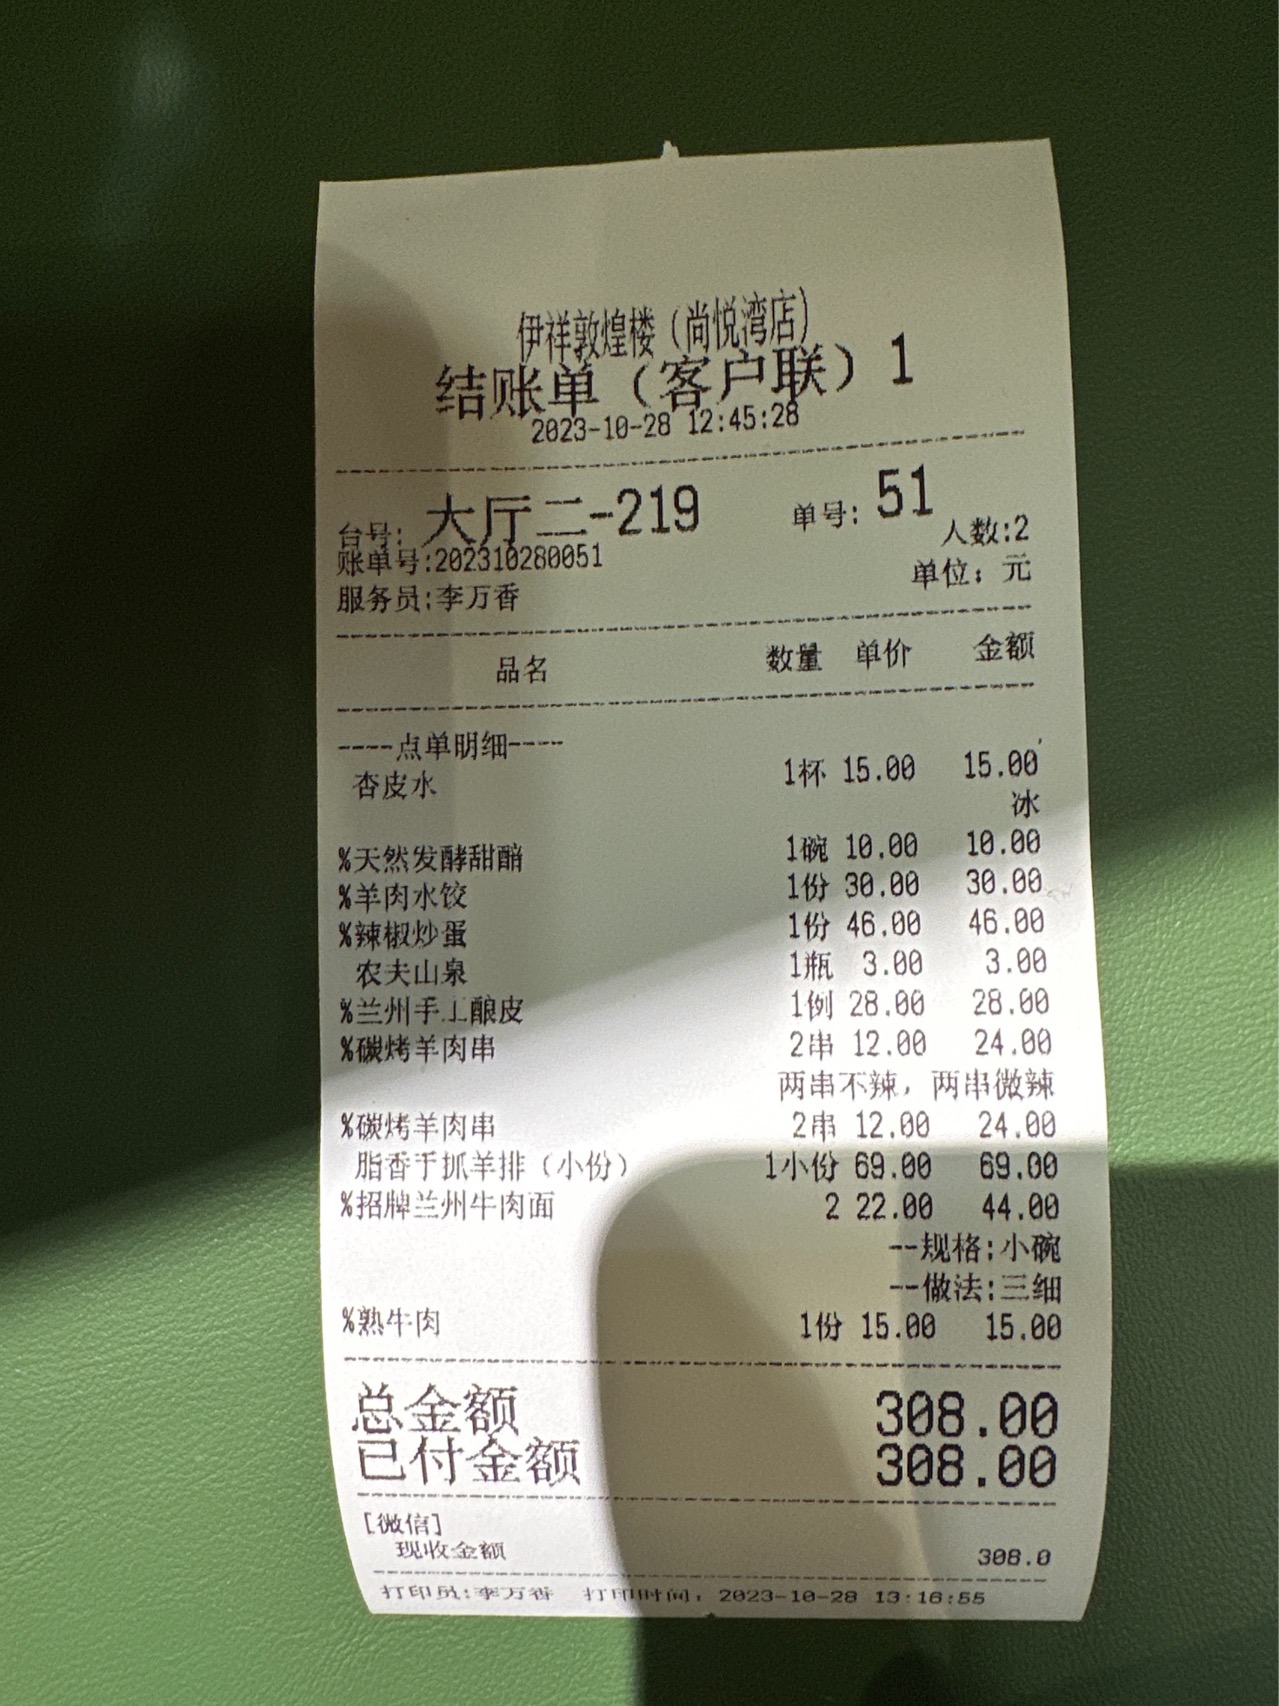 伊祥敦煌楼（尚悦湾店）
结账单（客户联）1
2023-10-28 12:45:28
台号： 大厅二-219 单号： 51
账单号:202310280051 人数:2
服务员:李万香 单位：元
品名 数量 单价 金额
----点单明细----
杏皮水 1杯 15.00 15.00
冰
%天然发酵甜醅 1碗 10.00 10.00
%羊肉水饺 1份 30.00 30.00
%辣椒炒蛋 1份 46.00 46.00
农夫山泉 1瓶 3.00 3.00
%兰州手工酿皮 1例 28.00 28.00
%碳烤羊肉串 2串 12.00 24.00
两串不辣，两串微辣
%碳烤羊肉串 2串 12.00 24.00
脂香手抓羊排（小份） 1小份 69.00 69.00
%招牌兰州牛肉面 2 22.00 44.00
--规格:小碗
--做法:三细
%熟牛肉 1份 15.00 15.00
总金额 308.00
已付金额 308.00
[微信]
现收金额 308.0
打印员:李万香 打印时间：2023-10-28 13:16:55